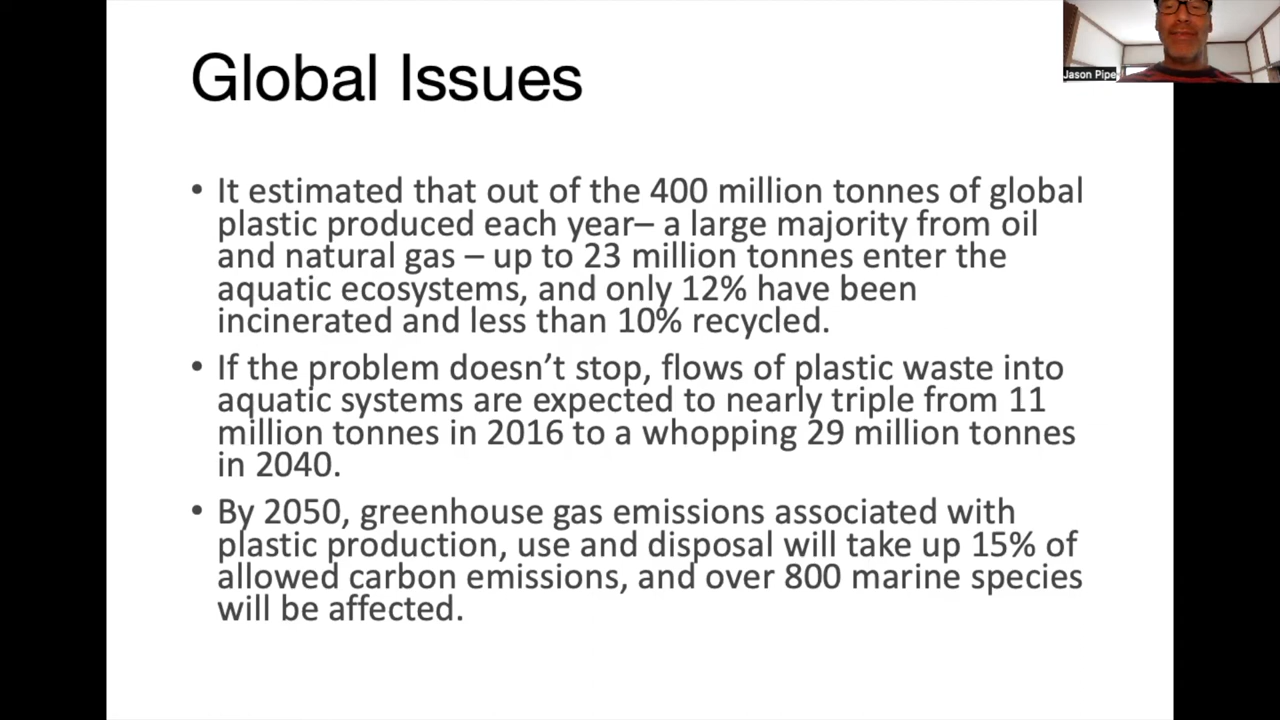 Global Issues
Jason Pipe
• It estimated that out of the 400 million tonnes of global
plastic produced each year– a large majority from oil
and natural gas – up to 23 million tonnes enter the
aquatic ecosystems, and only 12% have been
incinerated and less than 10% recycled.
• If the problem doesn’t stop, flows of plastic waste into
aquatic systems are expected to nearly triple from 11
million tonnes in 2016 to a whopping 29 million tonnes
in 2040.
• By 2050, greenhouse gas emissions associated with
plastic production, use and disposal will take up 15% of
allowed carbon emissions, and over 800 marine species
will be affected.